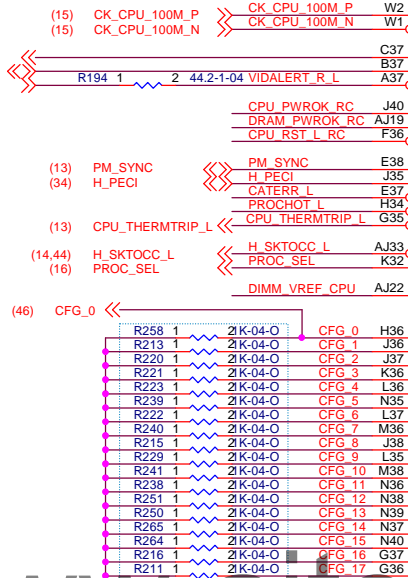 (15) CK_CPU_100M_P CK_CPU_100M_P W2
(15) CK_CPU_100M_N CK_CPU_100M_N W1
C37
B37
R194 1 2 44.2-1-04 VIDALERT_R_L A37
CPU_PWROK_RC J40
DRAM_PWROK_RC AJ19
CPU_RST_L_RC F36
(13) PM_SYNC PM_SYNC E38
(34) H_PECI H_PECI J35
CATERR_L E37
PROCHOT_L H34
(13) CPU_THERMTRIP_L CPU_THERMTRIP_L G35
(14,44) H_SKTOCC_L H_SKTOCC_L AJ33
(16) PROC_SEL PROC_SEL K32
DIMM_VREF_CPU AJ22
(46) CFG_0
R258 1 2 1K-04-O CFG_0 H36
R213 1 2 1K-04-O CFG_1 J36
R220 1 2 1K-04-O CFG_2 J37
R221 1 2 1K-04-O CFG_3 K36
R223 1 2 1K-04-O CFG_4 L36
R239 1 2 1K-04-O CFG_5 N35
R222 1 2 1K-04-O CFG_6 L37
R240 1 2 1K-04-O CFG_7 M36
R215 1 2 1K-04-O CFG_8 J38
R229 1 2 1K-04-O CFG_9 L35
R241 1 2 1K-04-O CFG_10 M38
R238 1 2 1K-04-O CFG_11 N36
R251 1 2 1K-04-O CFG_12 N38
R250 1 2 1K-04-O CFG_13 N39
R265 1 2 1K-04-O CFG_14 N37
R264 1 2 1K-04-O CFG_15 N40
R216 1 2 1K-04-O CFG_16 G37
R211 1 2 1K-04-O CFG_17 G36